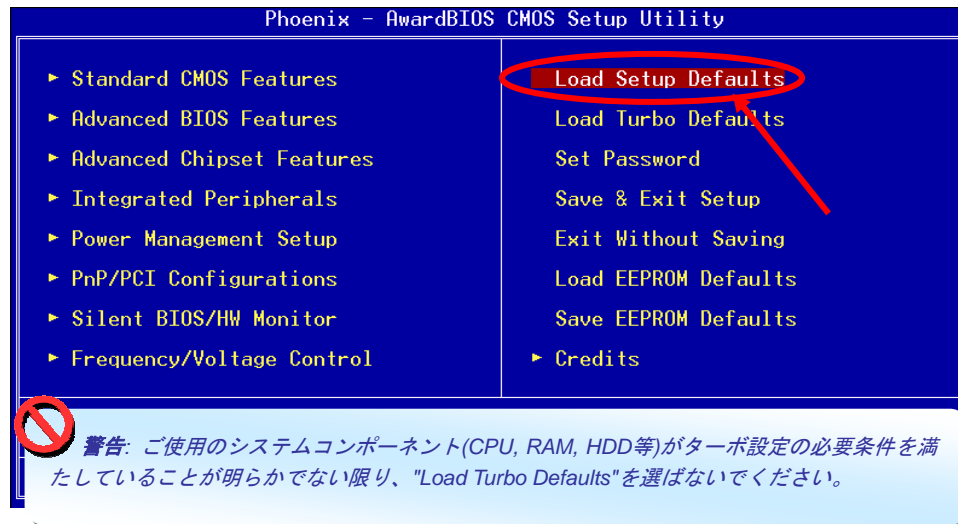 Phoenix - AwardBIOS CMOS Setup Utility
► Standard CMOS Features
► Advanced BIOS Features
► Advanced Chipset Features
► Integrated Peripherals
► Power Management Setup
► PnP/PCI Configurations
► Silent BIOS/HW Monitor
► Frequency/Voltage Control
Load Setup Defaults
Load Turbo Defaults
Set Password
Save & Exit Setup
Exit Without Saving
Load EEPROM Defaults
Save EEPROM Defaults
► Credits
警告: ご使用のシステムコンポーネント(CPU, RAM, HDD等)がターボ設定の必要条件を満
たしていることが明らかでない限り、"Load Turbo Defaults"を選ばないでください。